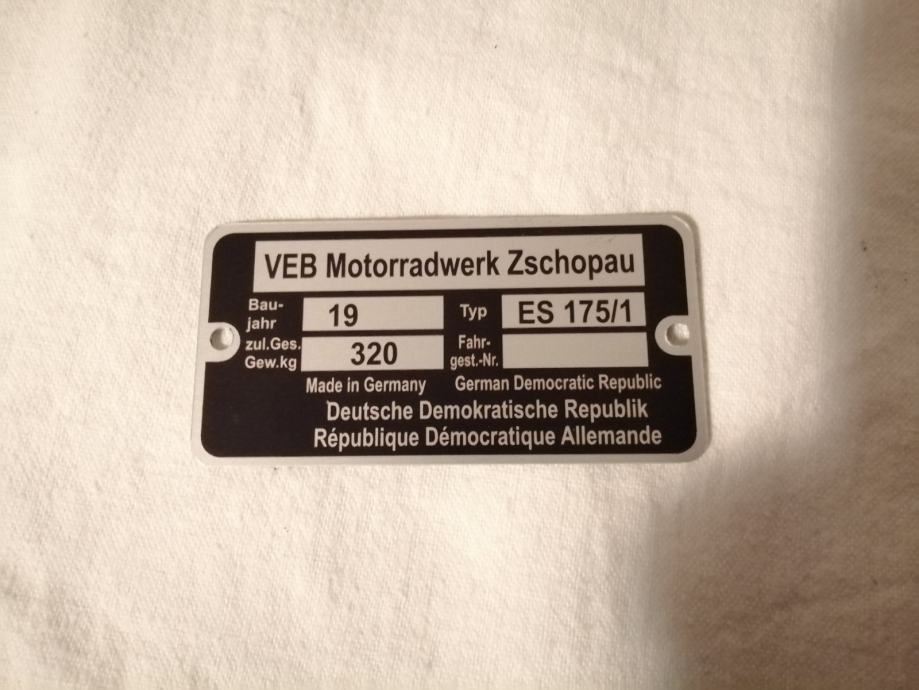 VEB Motorradwerk Zschopau
Bau-
jahr 19 Typ ES 175/1
zul.Ges. Fahr-
Gew.kg 320 gest.-Nr.
Made in Germany German Democratic Republic
Deutsche Demokratische Republik
République Démocratique Allemande